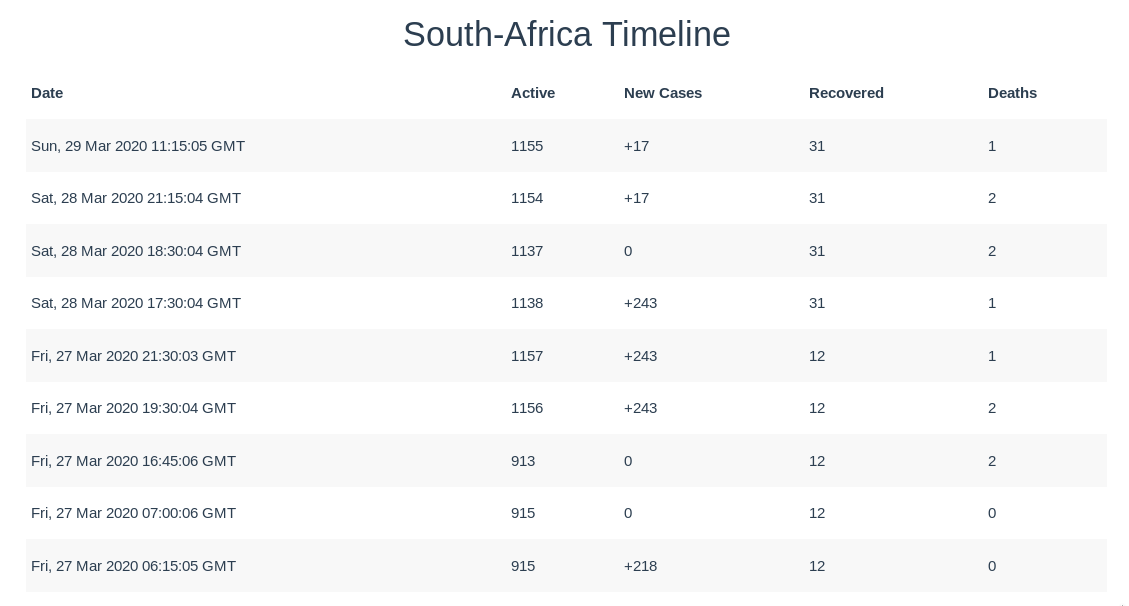 South-Africa Timeline
Date Active New Cases Recovered Deaths
Sun, 29 Mar 2020 11:15:05 GMT 1155 +17 31 1
Sat, 28 Mar 2020 21:15:04 GMT 1154 +17 31 2
Sat, 28 Mar 2020 18:30:04 GMT 1137 0 31 2
Sat, 28 Mar 2020 17:30:04 GMT 1138 +243 31 1
Fri, 27 Mar 2020 21:30:03 GMT 1157 +243 12 1
Fri, 27 Mar 2020 19:30:04 GMT 1156 +243 12 2
Fri, 27 Mar 2020 16:45:06 GMT 913 0 12 2
Fri, 27 Mar 2020 07:00:06 GMT 915 0 12 0
Fri, 27 Mar 2020 06:15:05 GMT 915 +218 12 0